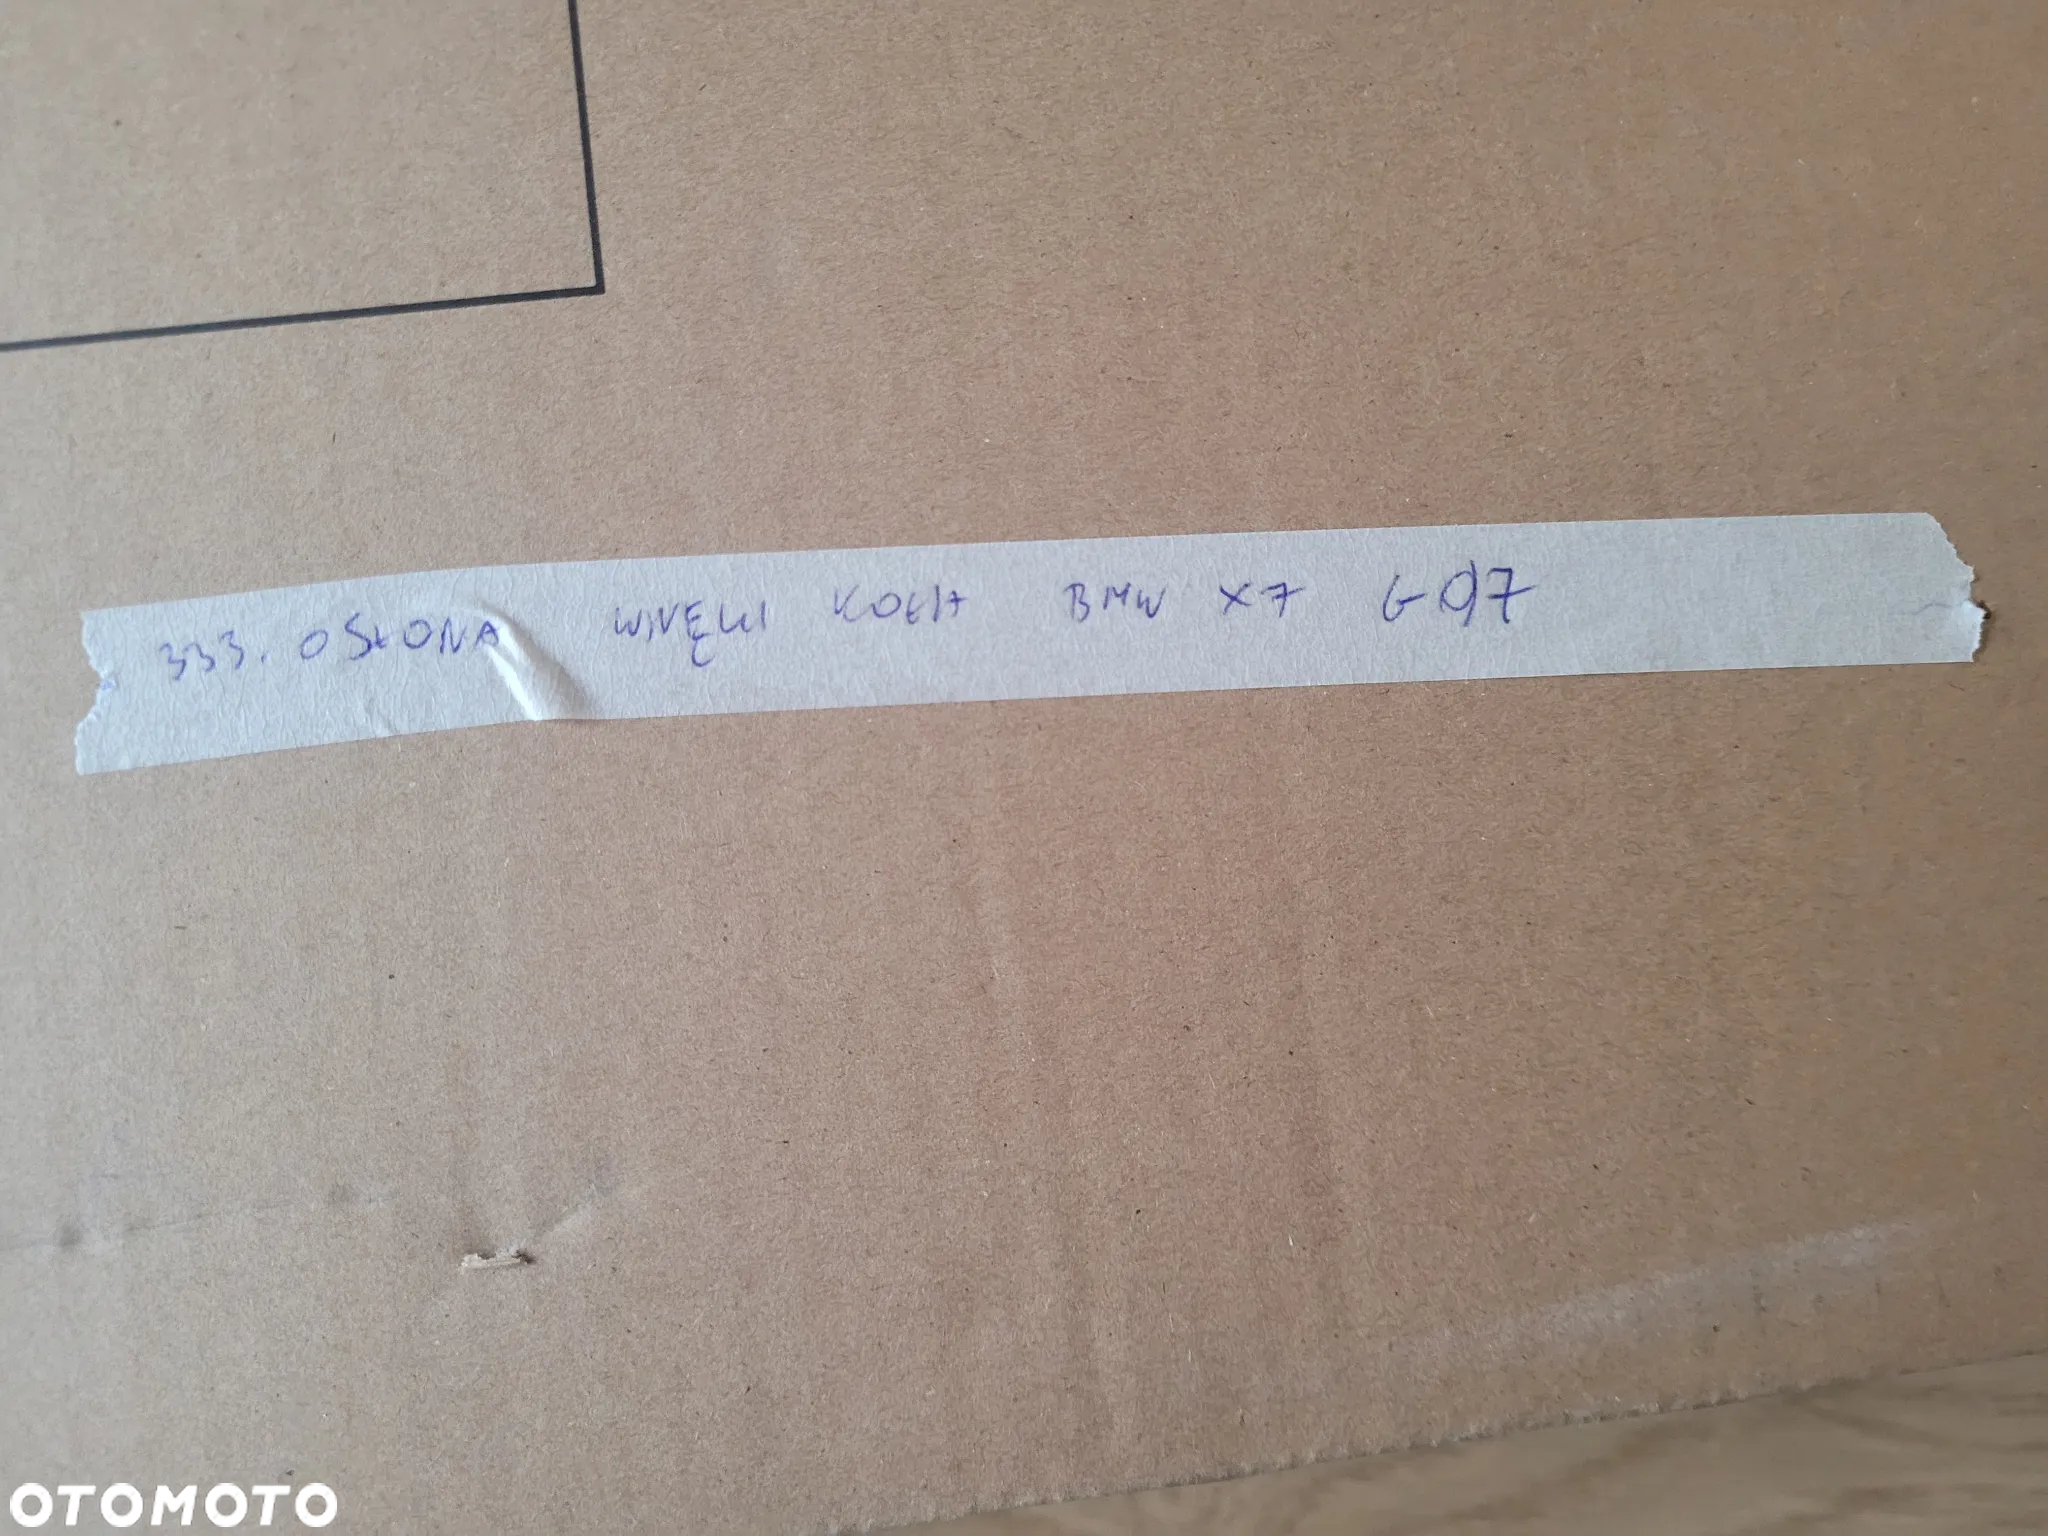 333. OSŁONA WNĘKI KOŁA BMW X7 G07
OTOMOTO